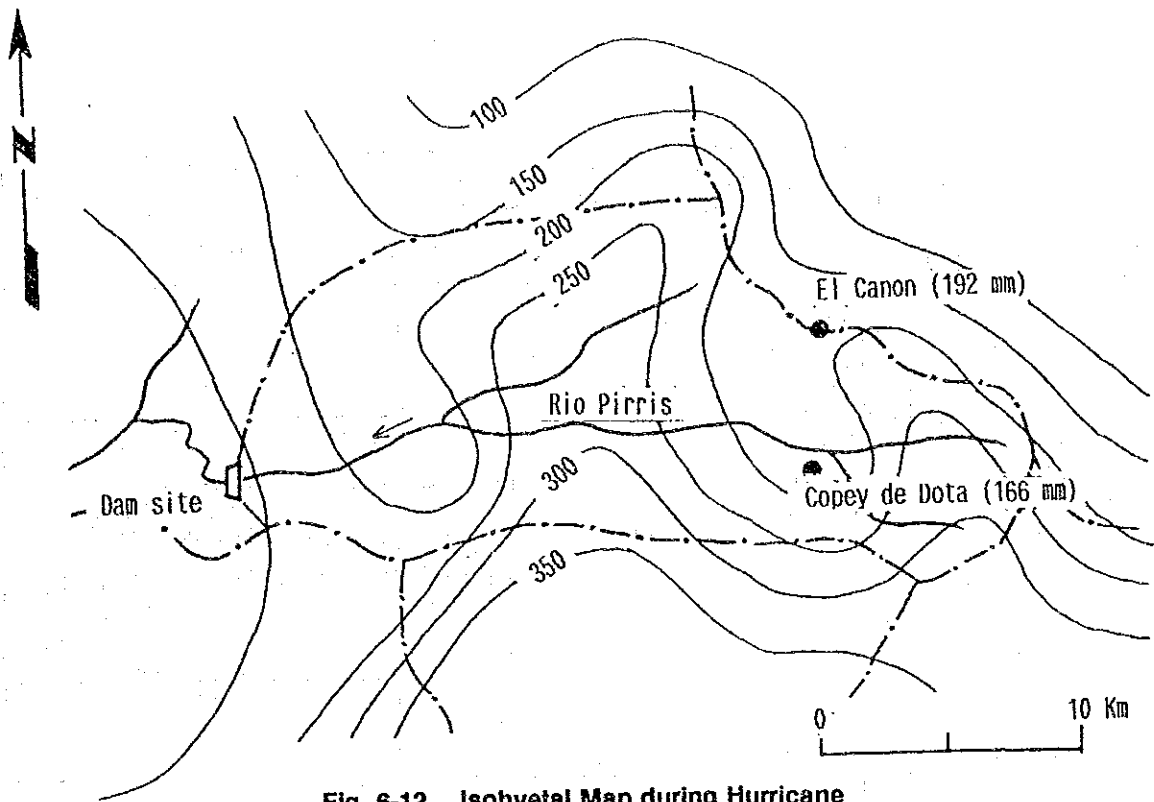 N
100
150
200
250
El Canon (192 mm)
Rio Pirris
Dam site
300
Copey de Dota (166 mm)
350
0 10 Km
Fig. 6-12 Isohyetal Map during Hurricane